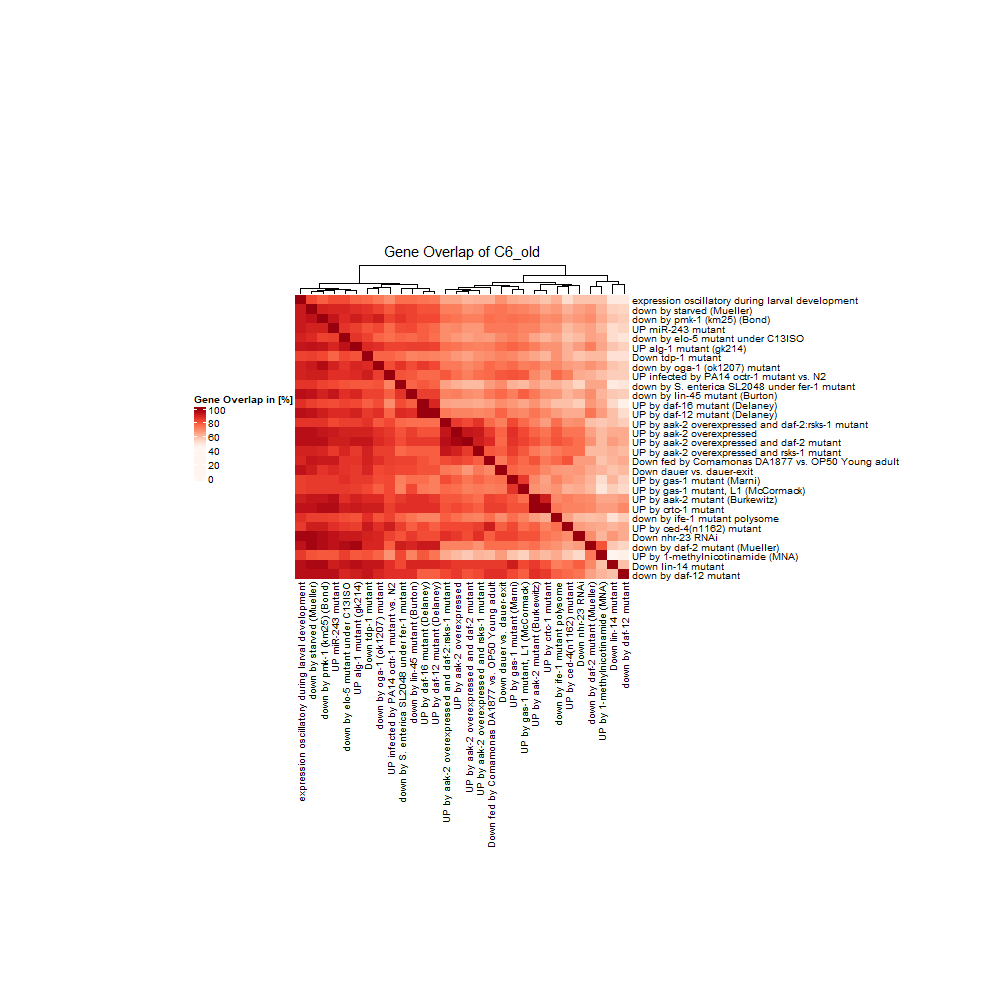 Gene Overlap of C6_old
expression oscillatory during larval development
down by starved (Mueller)
down by pmk-1 (km25) (Bond)
UP miR-243 mutant
down by elo-5 mutant under C13ISO
UP alg-1 mutant (gk214)
Down tdp-1 mutant
down by oga-1 (ok1207) mutant
UP infected by PA14 octr-1 mutant vs. N2
down by S. enterica SL2048 under fer-1 mutant
down by lin-45 mutant (Burton)
UP by daf-16 mutant (Delaney)
UP by daf-12 mutant (Delaney)
UP by aak-2 overexpressed and daf-2:rsks-1 mutant
UP by aak-2 overexpressed
UP by aak-2 overexpressed and daf-2 mutant
UP by aak-2 overexpressed and rsks-1 mutant
Down fed by Comamonas DA1877 vs. OP50 Young adult
Down dauer vs. dauer-exit
UP by gas-1 mutant (Marni)
UP by gas-1 mutant, L1 (McCormack)
UP by aak-2 mutant (Burkewitz)
UP by crtc-1 mutant
down by ife-1 mutant polysome
UP by ced-4(n1162) mutant
Down nhr-23 RNAi
down by daf-2 mutant (Mueller)
UP by 1-methylnicotinamide (MNA)
Down lin-14 mutant
down by daf-12 mutant
Gene Overlap in [%]
100
80
60
40
20
0
expression oscillatory during larval development
down by starved (Mueller)
down by pmk-1 (km25) (Bond)
UP miR-243 mutant
down by elo-5 mutant under C13ISO
UP alg-1 mutant (gk214)
Down tdp-1 mutant
down by oga-1 (ok1207) mutant
UP infected by PA14 octr-1 mutant vs. N2
down by S. enterica SL2048 under fer-1 mutant
down by lin-45 mutant (Burton)
UP by daf-16 mutant (Delaney)
UP by daf-12 mutant (Delaney)
UP by aak-2 overexpressed and daf-2:rsks-1 mutant
UP by aak-2 overexpressed
UP by aak-2 overexpressed and daf-2 mutant
UP by aak-2 overexpressed and rsks-1 mutant
Down fed by Comamonas DA1877 vs. OP50 Young adult
Down dauer vs. dauer-exit
UP by gas-1 mutant (Marni)
UP by gas-1 mutant, L1 (McCormack)
UP by aak-2 mutant (Burkewitz)
UP by crtc-1 mutant
down by ife-1 mutant polysome
UP by ced-4(n1162) mutant
Down nhr-23 RNAi
down by daf-2 mutant (Mueller)
UP by 1-methylnicotinamide (MNA)
Down lin-14 mutant
down by daf-12 mutant